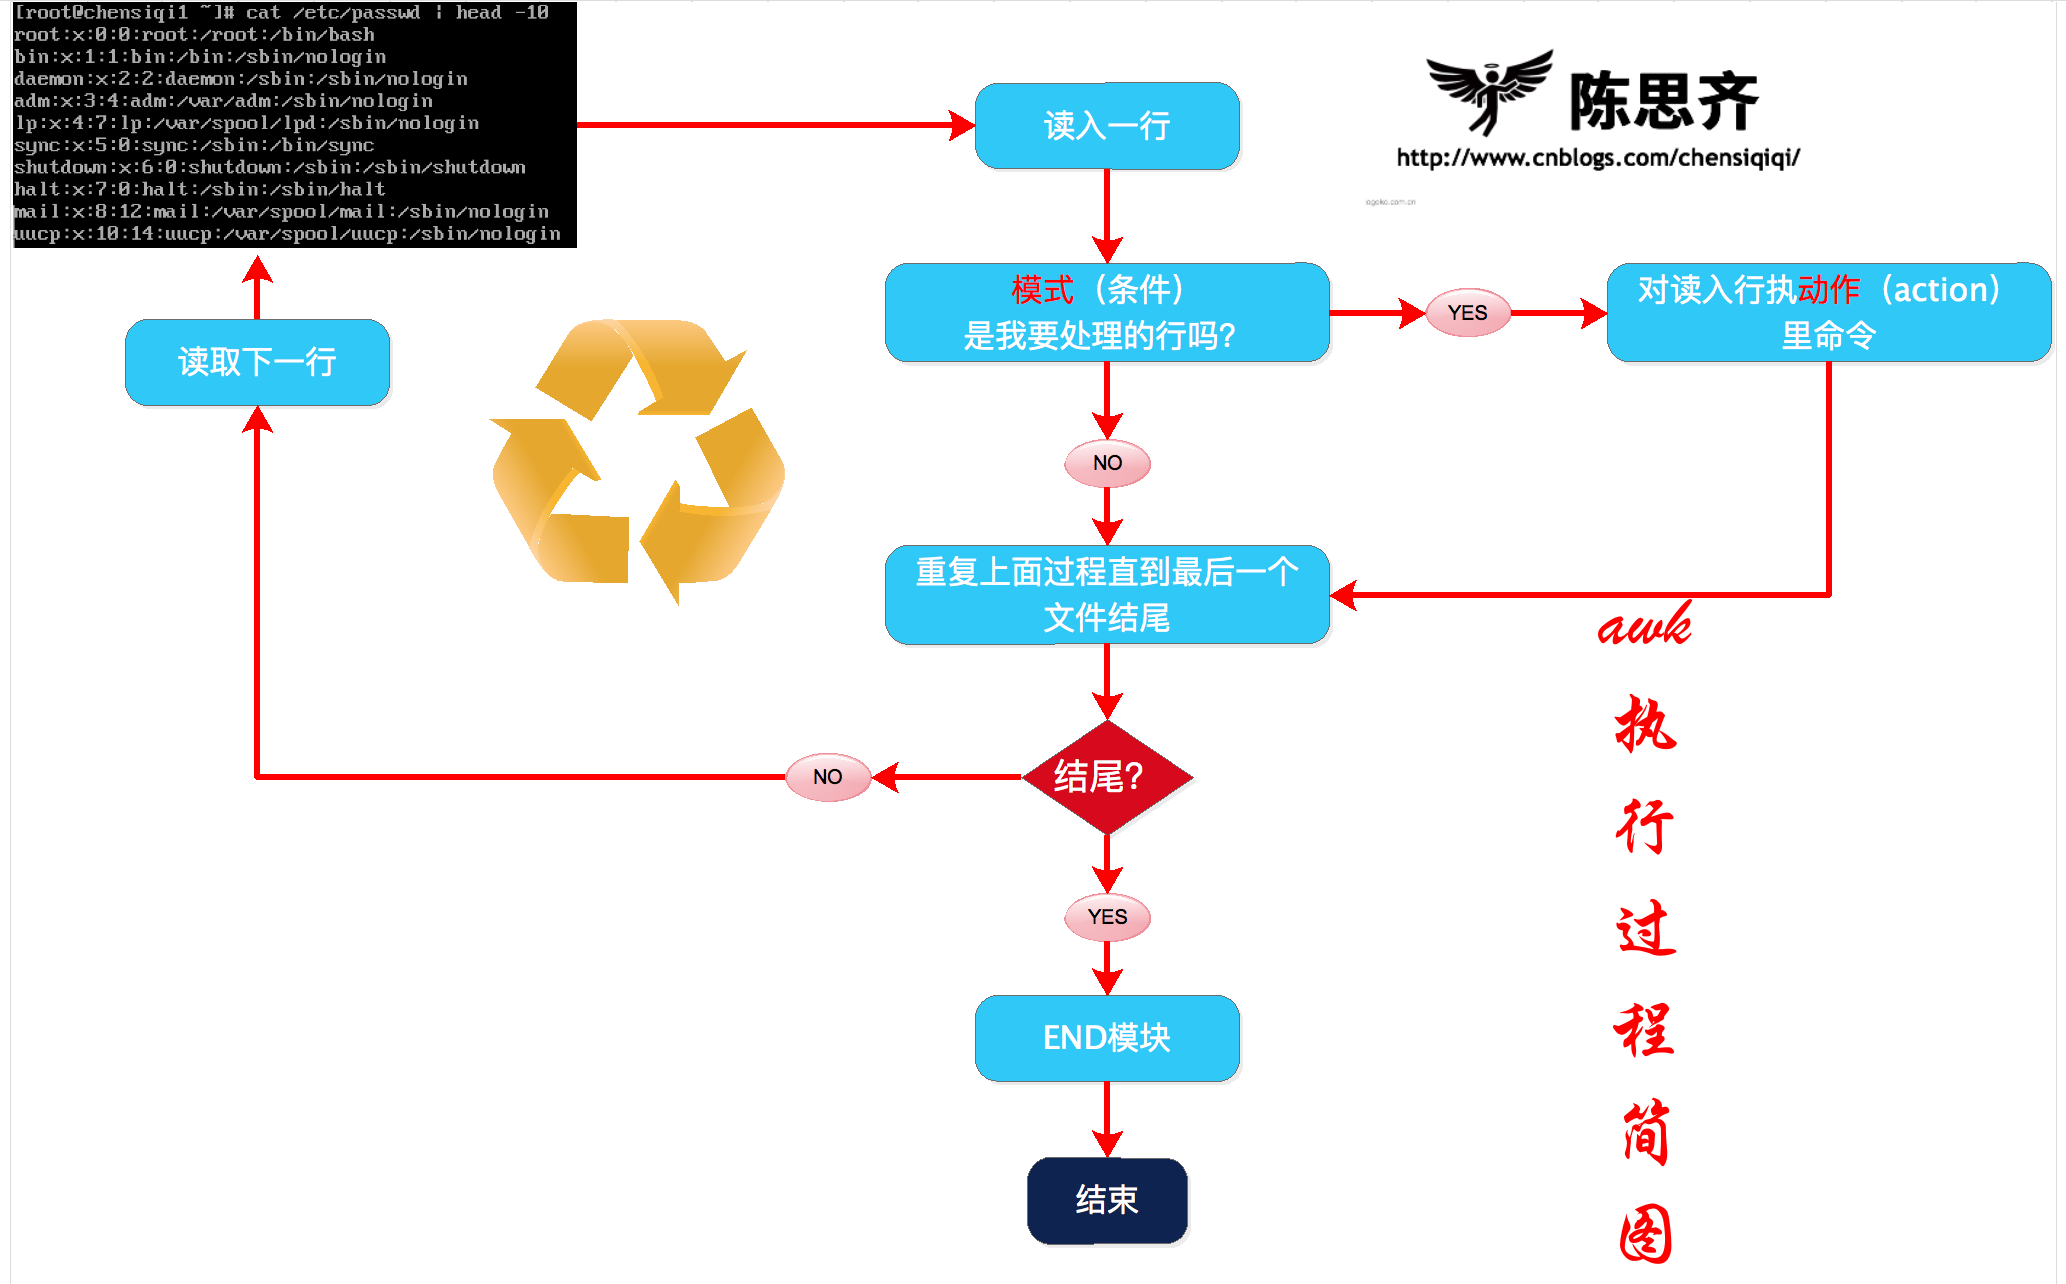 [root@chensiqi1 ~]# cat /etc/passwd | head -10
root:x:0:0:root:/root:/bin/bash
bin:x:1:1:bin:/bin:/sbin/nologin
daemon:x:2:2:daemon:/sbin:/sbin/nologin
adm:x:3:4:adm:/var/adm:/sbin/nologin
lp:x:4:7:lp:/var/spool/lpd:/sbin/nologin
sync:x:5:0:sync:/sbin:/bin/sync
shutdown:x:6:0:shutdown:/sbin:/sbin/shutdown
halt:x:7:0:halt:/sbin:/sbin/halt
mail:x:8:12:mail:/var/spool/mail:/sbin/nologin
uucp:x:10:14:uucp:/var/spool/uucp:/sbin/nologin
读入一行
陈思齐
http://www.cnblogs.com/chensiqiqi/
logoko.com.cn
模式（条件）
是我要处理的行吗？
YES
对读入行执动作（action）
里命令
读取下一行
NO
重复上面过程直到最后一个
文件结尾
结尾？
NO
YES
END模块
结束
awk
执
行
过
程
简
图